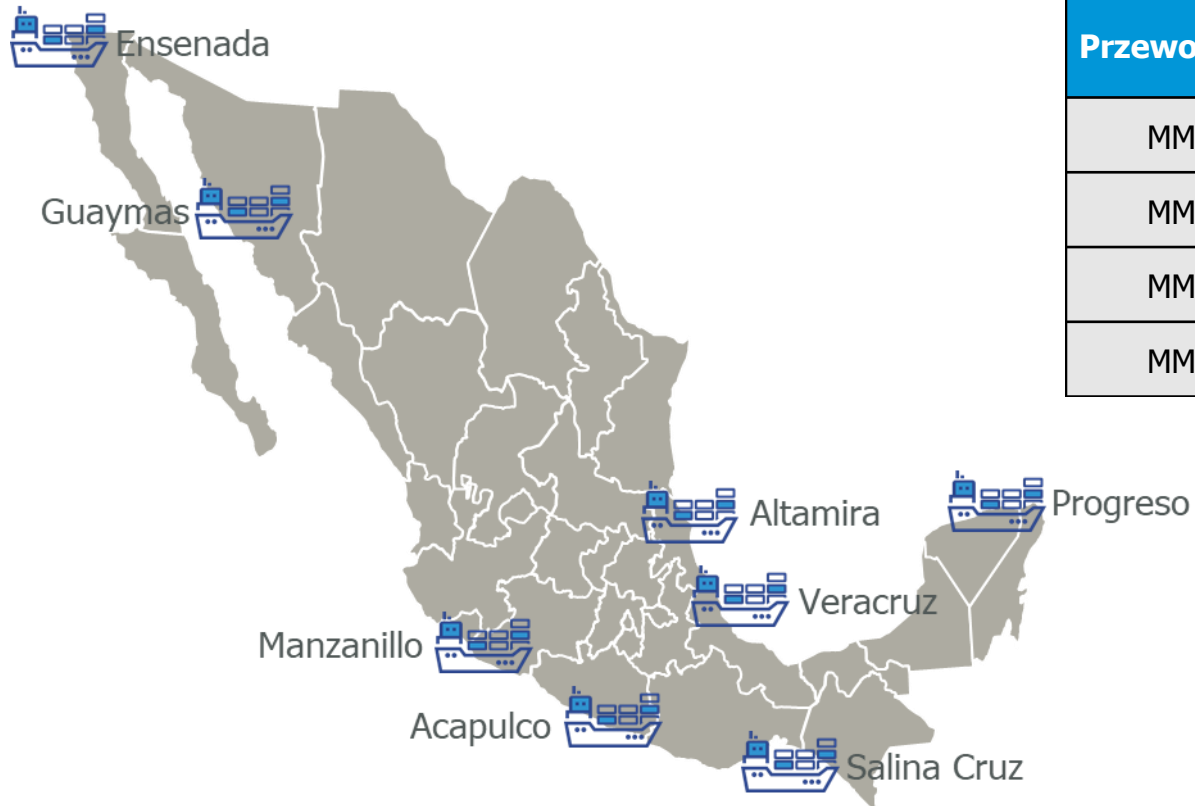 Ensenada
Przewo
MM
Guaymas
MM
MM
MM
Altamira
Progreso
Veracruz
Manzanillo
Acapulco
Salina Cruz